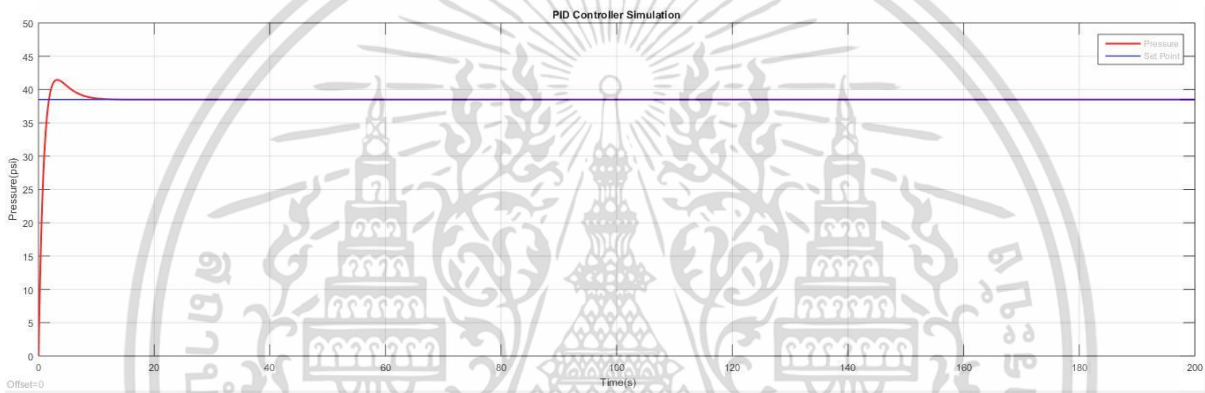 PID Controller Simulation
Pressure
Set Point
50
45
40
35
30
25
20
15
10
5
0
Pressure(psi)
0 20 40 60 80 100 120 140 160 180 200
Time(s)
Offset=0